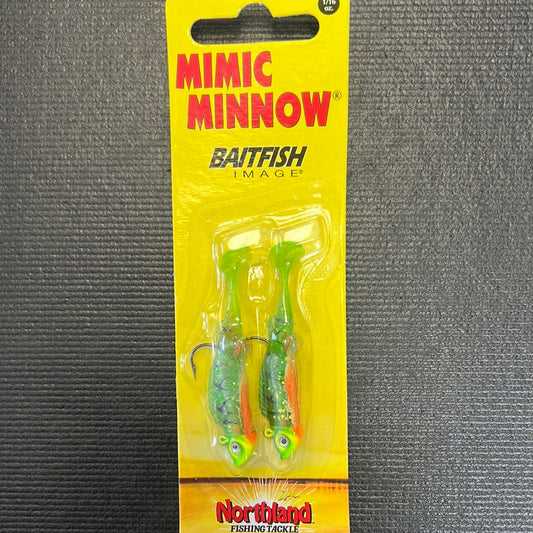 1/16
oz.
MIMIC
MINNOW®
BAITFISH
IMAGE®
Northland
FISHING TACKLE